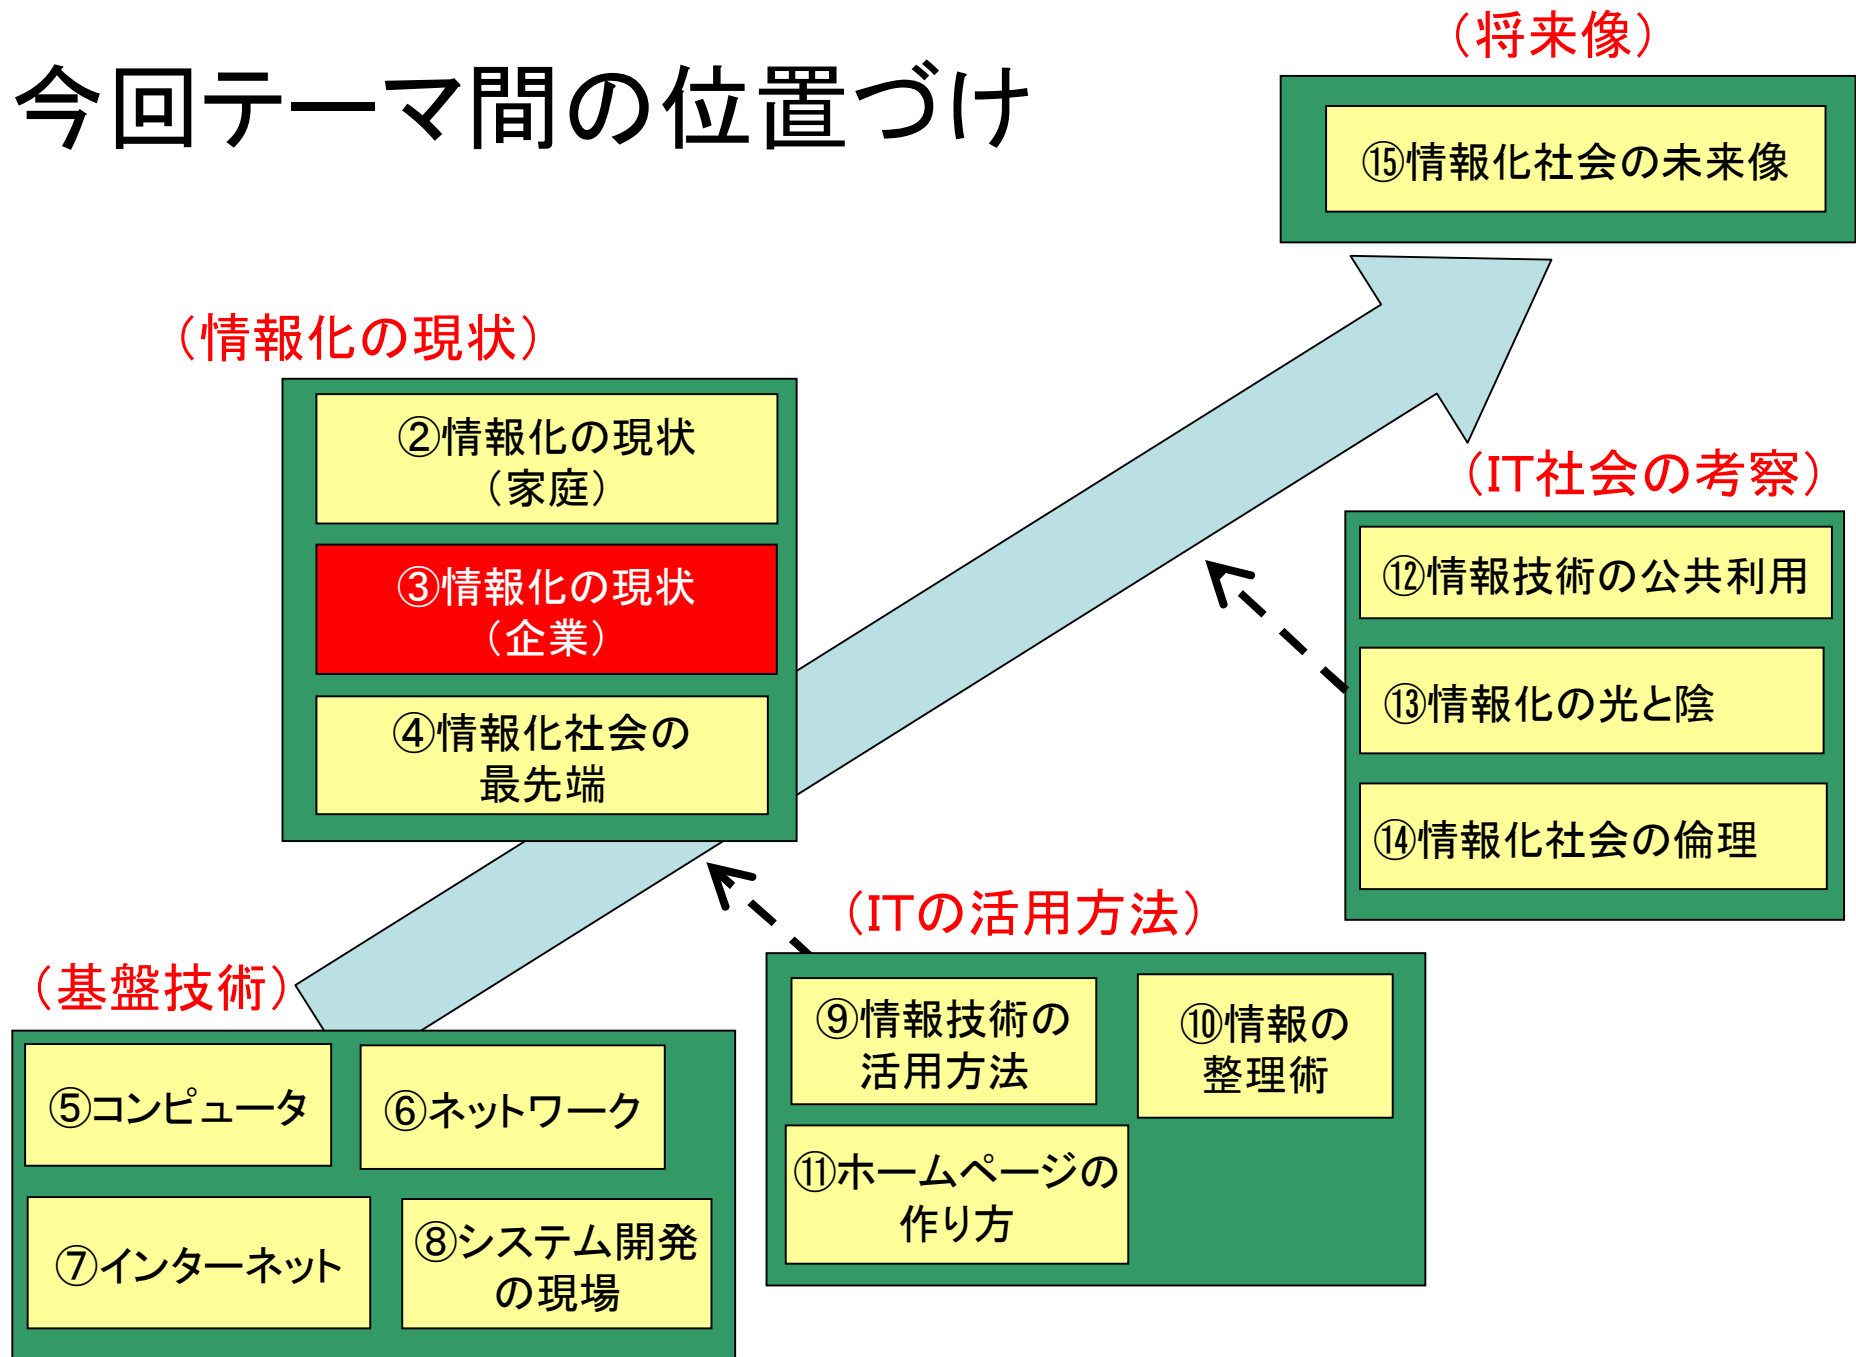 今回テーマ間の位置づけ
（将来像）
⑮情報化社会の未来像
（情報化の現状）
②情報化の現状
（家庭）
③情報化の現状
（企業）
④情報化社会の
最先端
（IT社会の考察）
⑫情報技術の公共利用
⑬情報化の光と陰
⑭情報化社会の倫理
（基盤技術）
⑤コンピュータ
⑥ネットワーク
⑦インターネット
⑧システム開発
の現場
（ITの活用方法）
⑨情報技術の
活用方法
⑩情報の
整理術
⑪ホームページの
作り方